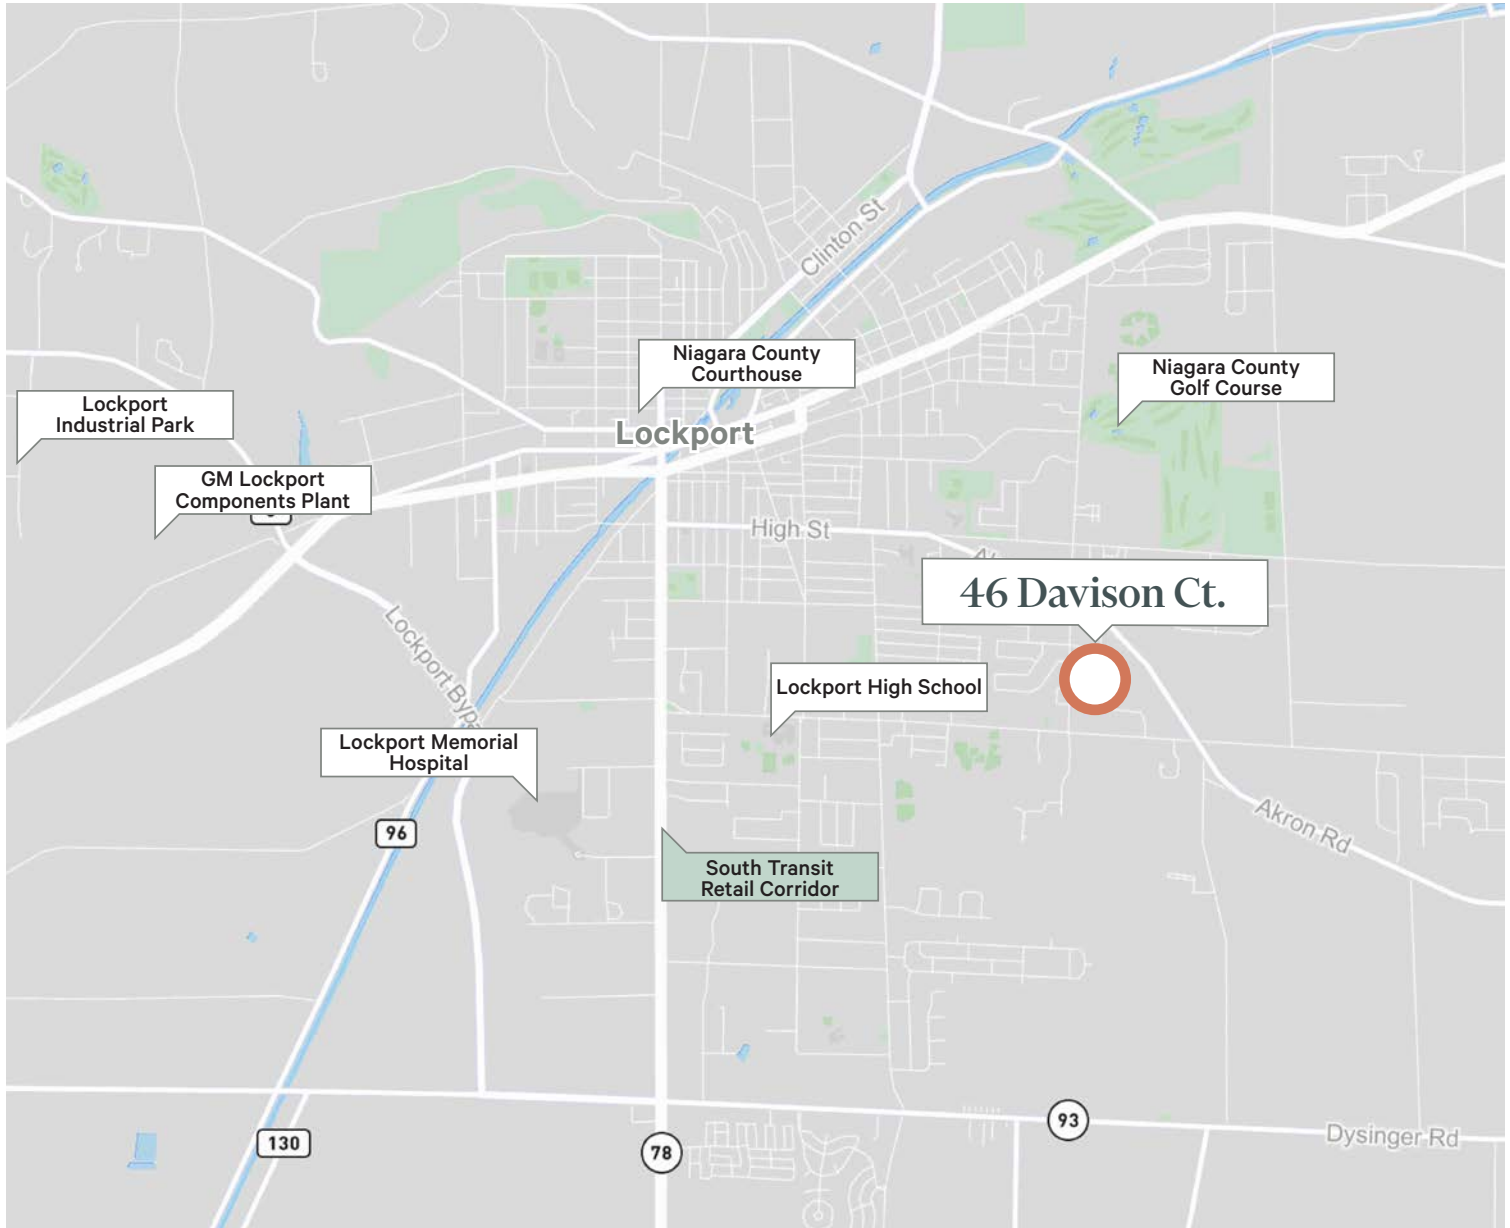 Clinton St
Niagara County
Courthouse
Niagara County
Golf Course
Lockport
Industrial Park
Lockport
GM Lockport
Components Plant
High St
46 Davison Ct.
Lockport High School
Lockport Memorial
Hospital
96
Akron Rd
South Transit
Retail Corridor
93
Dysinger Rd
130
78